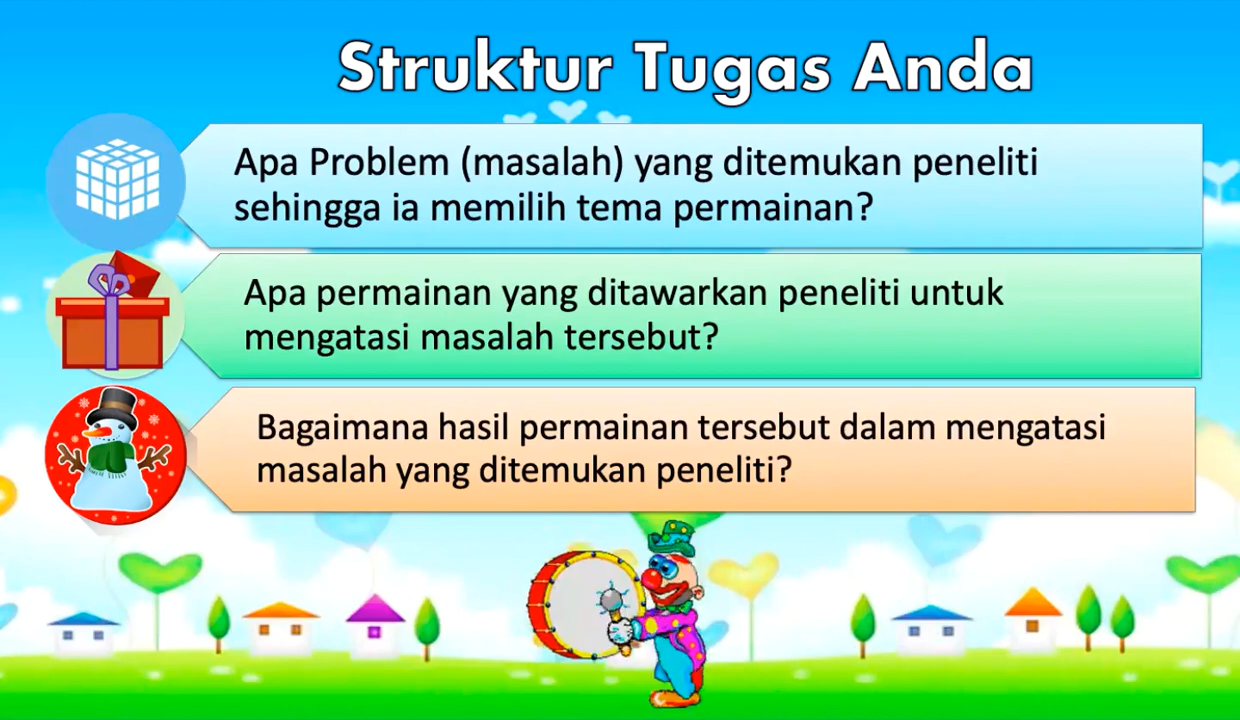 Struktur Tugas Anda
Apa Problem (masalah) yang ditemukan peneliti
sehingga ia memilih tema permainan?
Apa permainan yang ditawarkan peneliti untuk
mengatasi masalah tersebut?
Bagaimana hasil permainan tersebut dalam mengatasi
masalah yang ditemukan peneliti?